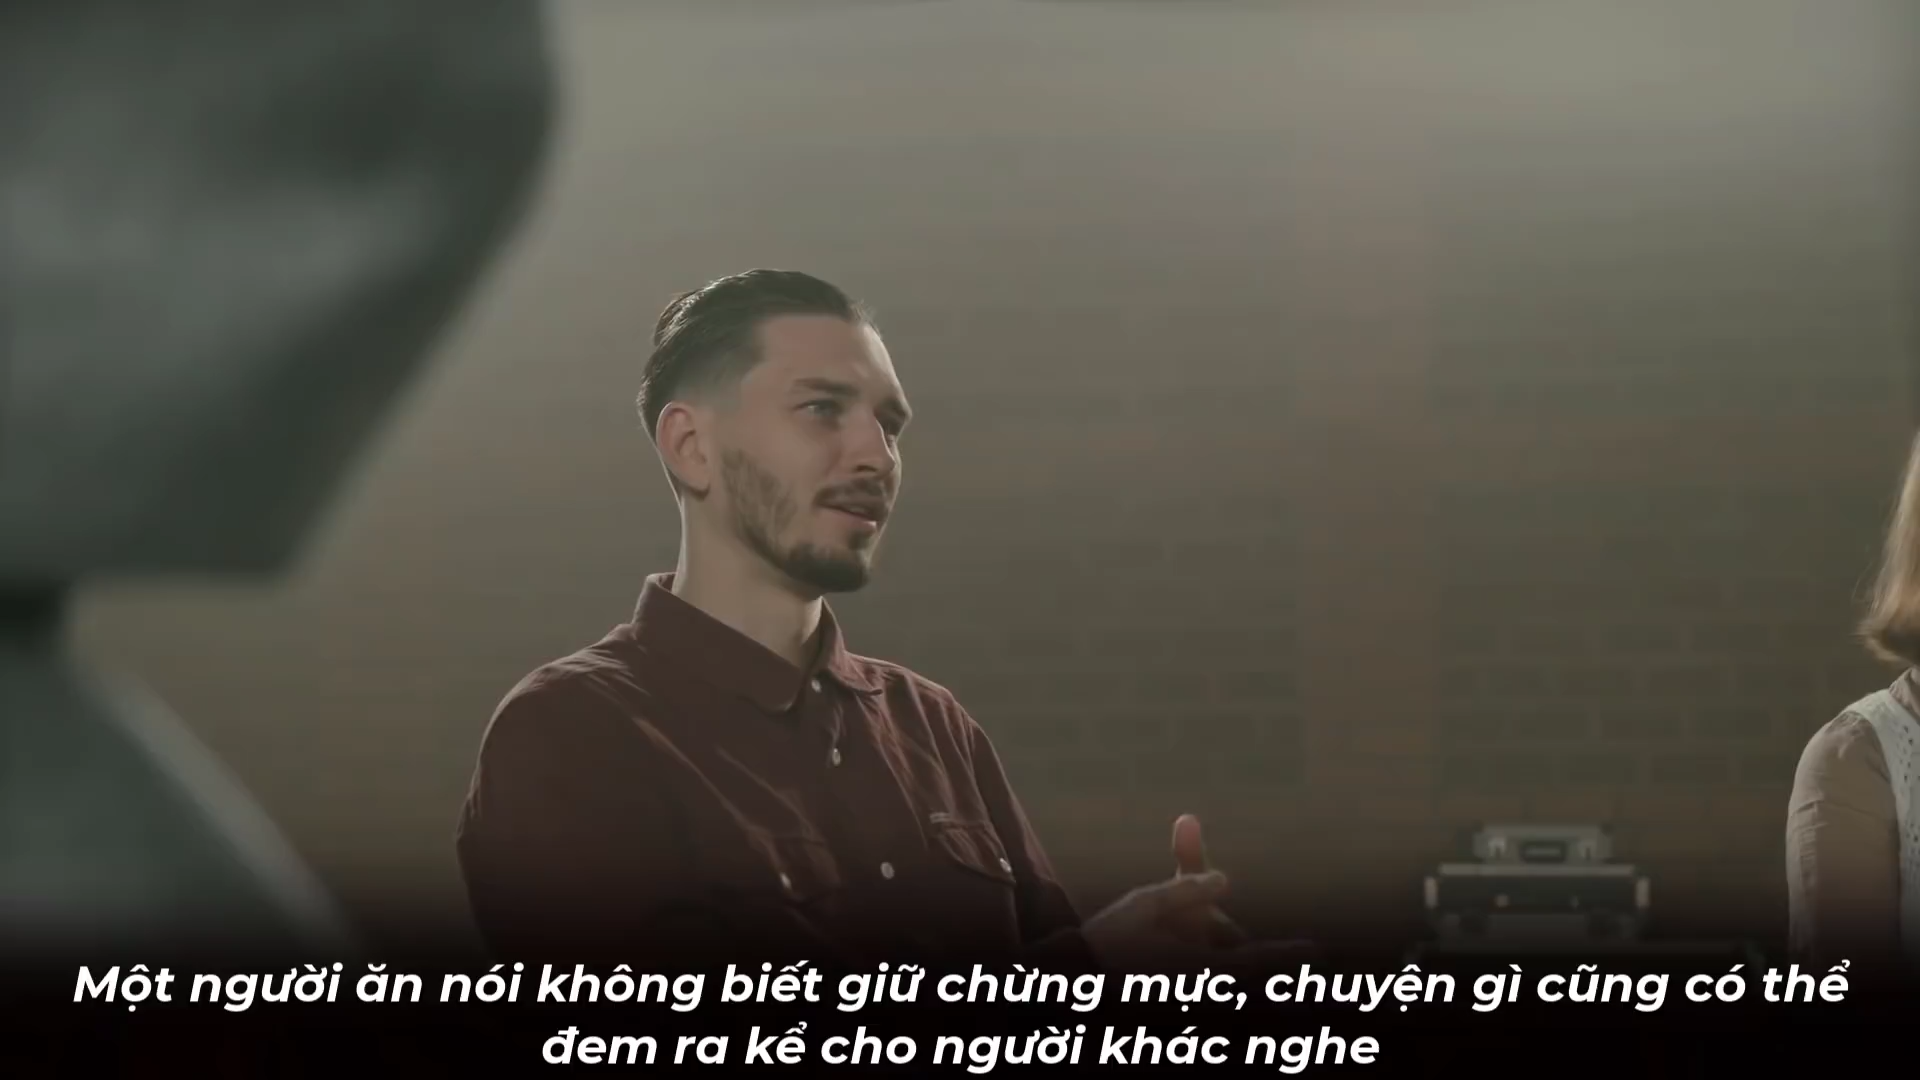 Một người ăn nói không biết giữ chừng mực, chuyện gì cũng có thể
đem ra kể cho người khác nghe